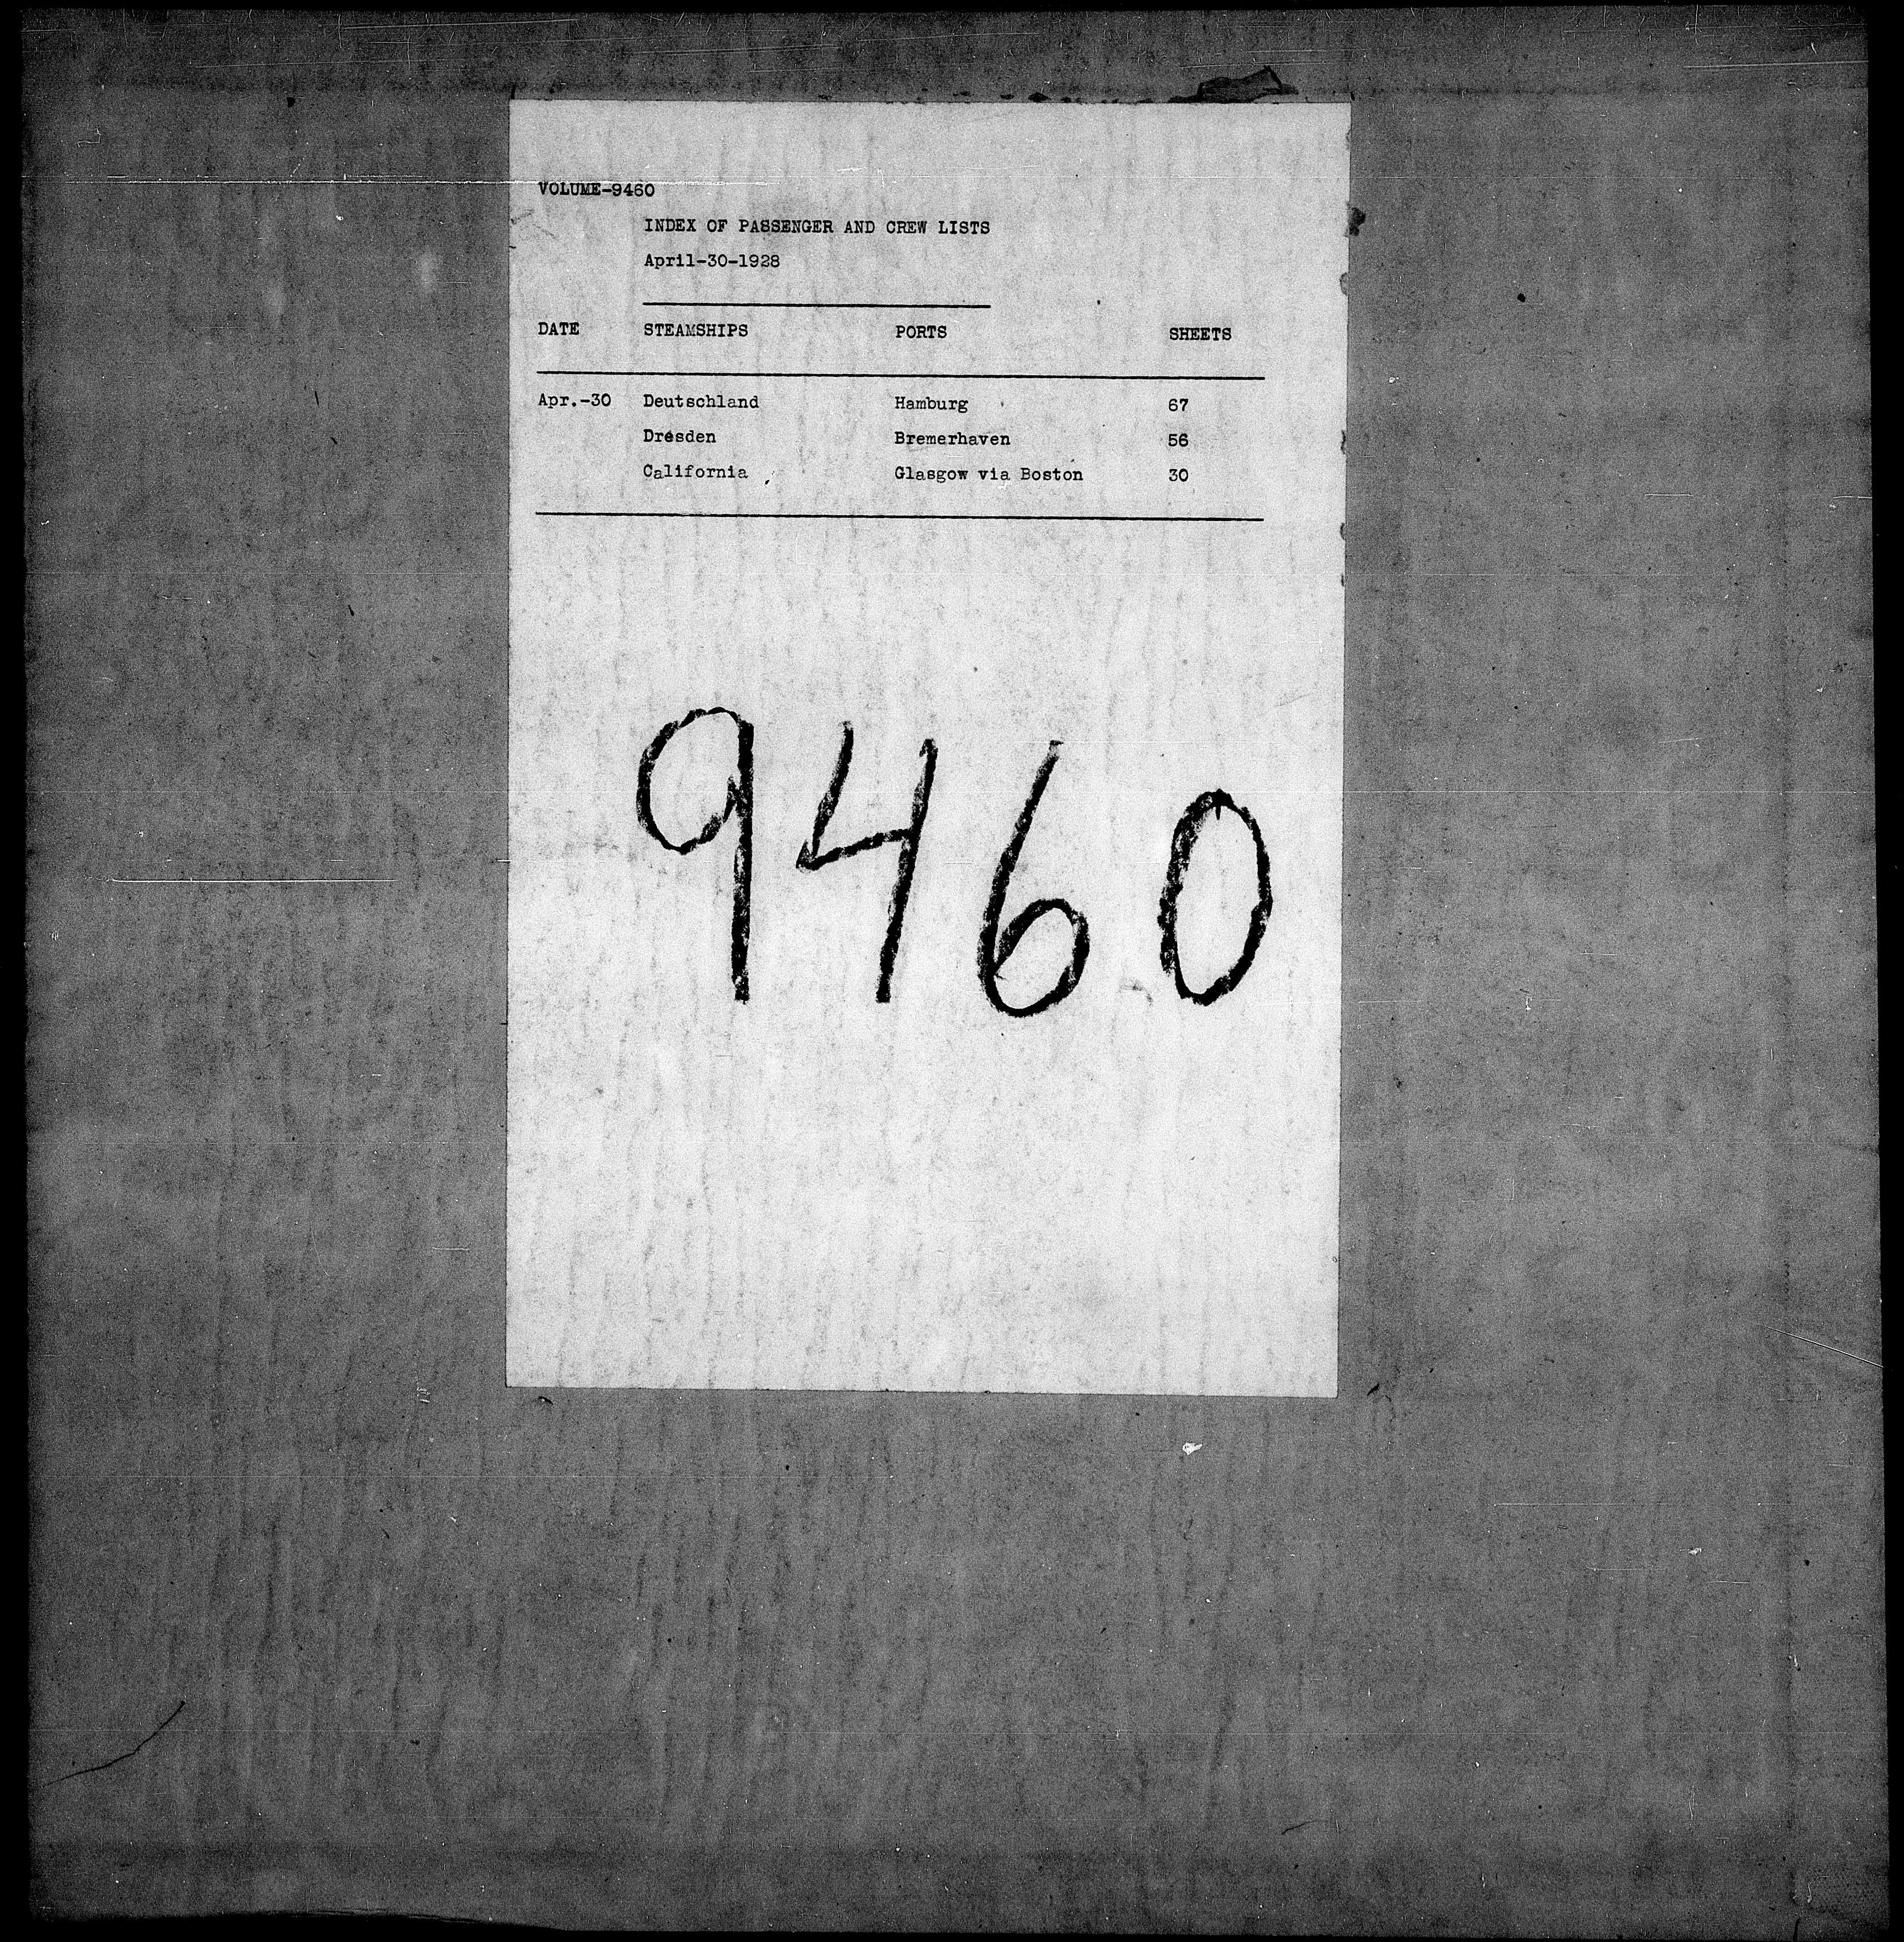 VOLUME-9460
INDEX OF PASSENGER AND CREW LISTS
April-30-1928
DATE STEAMSHIPS PORTS SHEETS
Apr.-30 Deutschland Hamburg 67
Dresden Bremerhaven 56
California Glasgow via Boston 30
9460